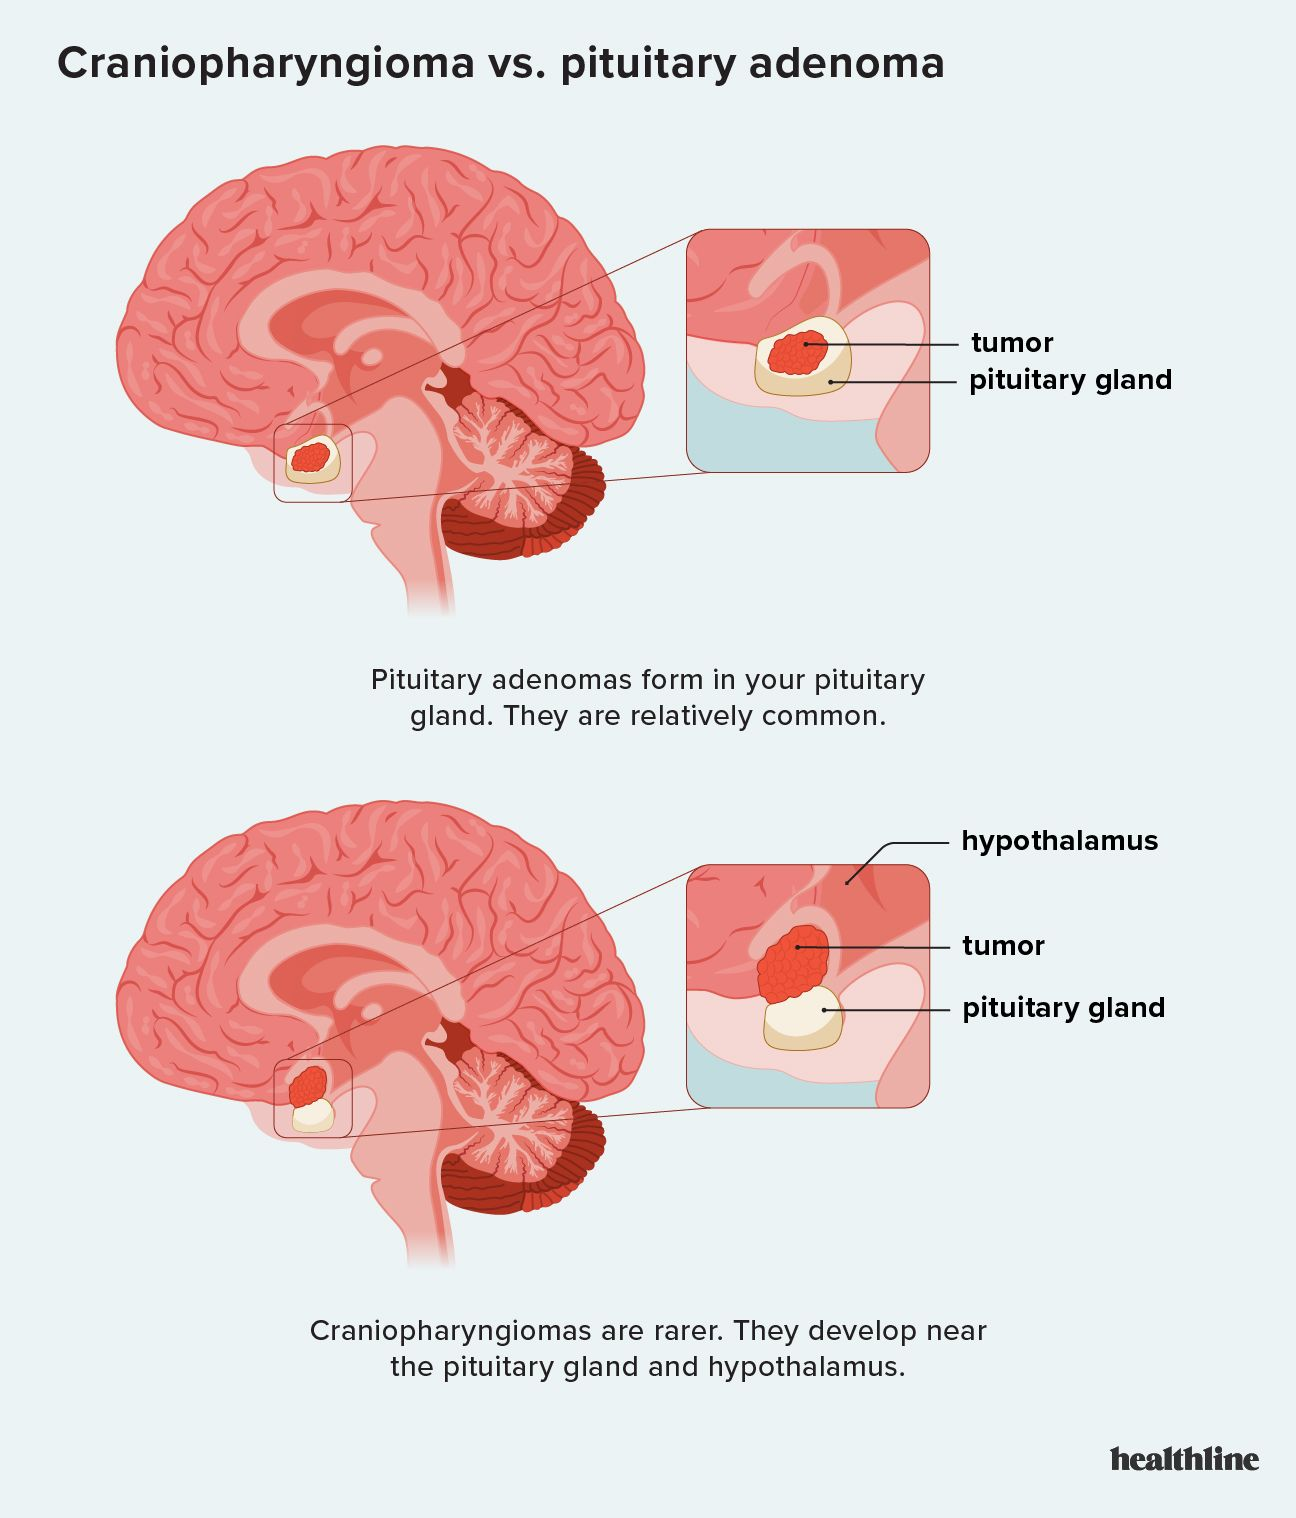 Craniopharyngioma vs. pituitary adenoma
tumor
pituitary gland
Pituitary adenomas form in your pituitary
gland. They are relatively common.
hypothalamus
tumor
pituitary gland
Craniopharyngiomas are rarer. They develop near
the pituitary gland and hypothalamus.
healthline